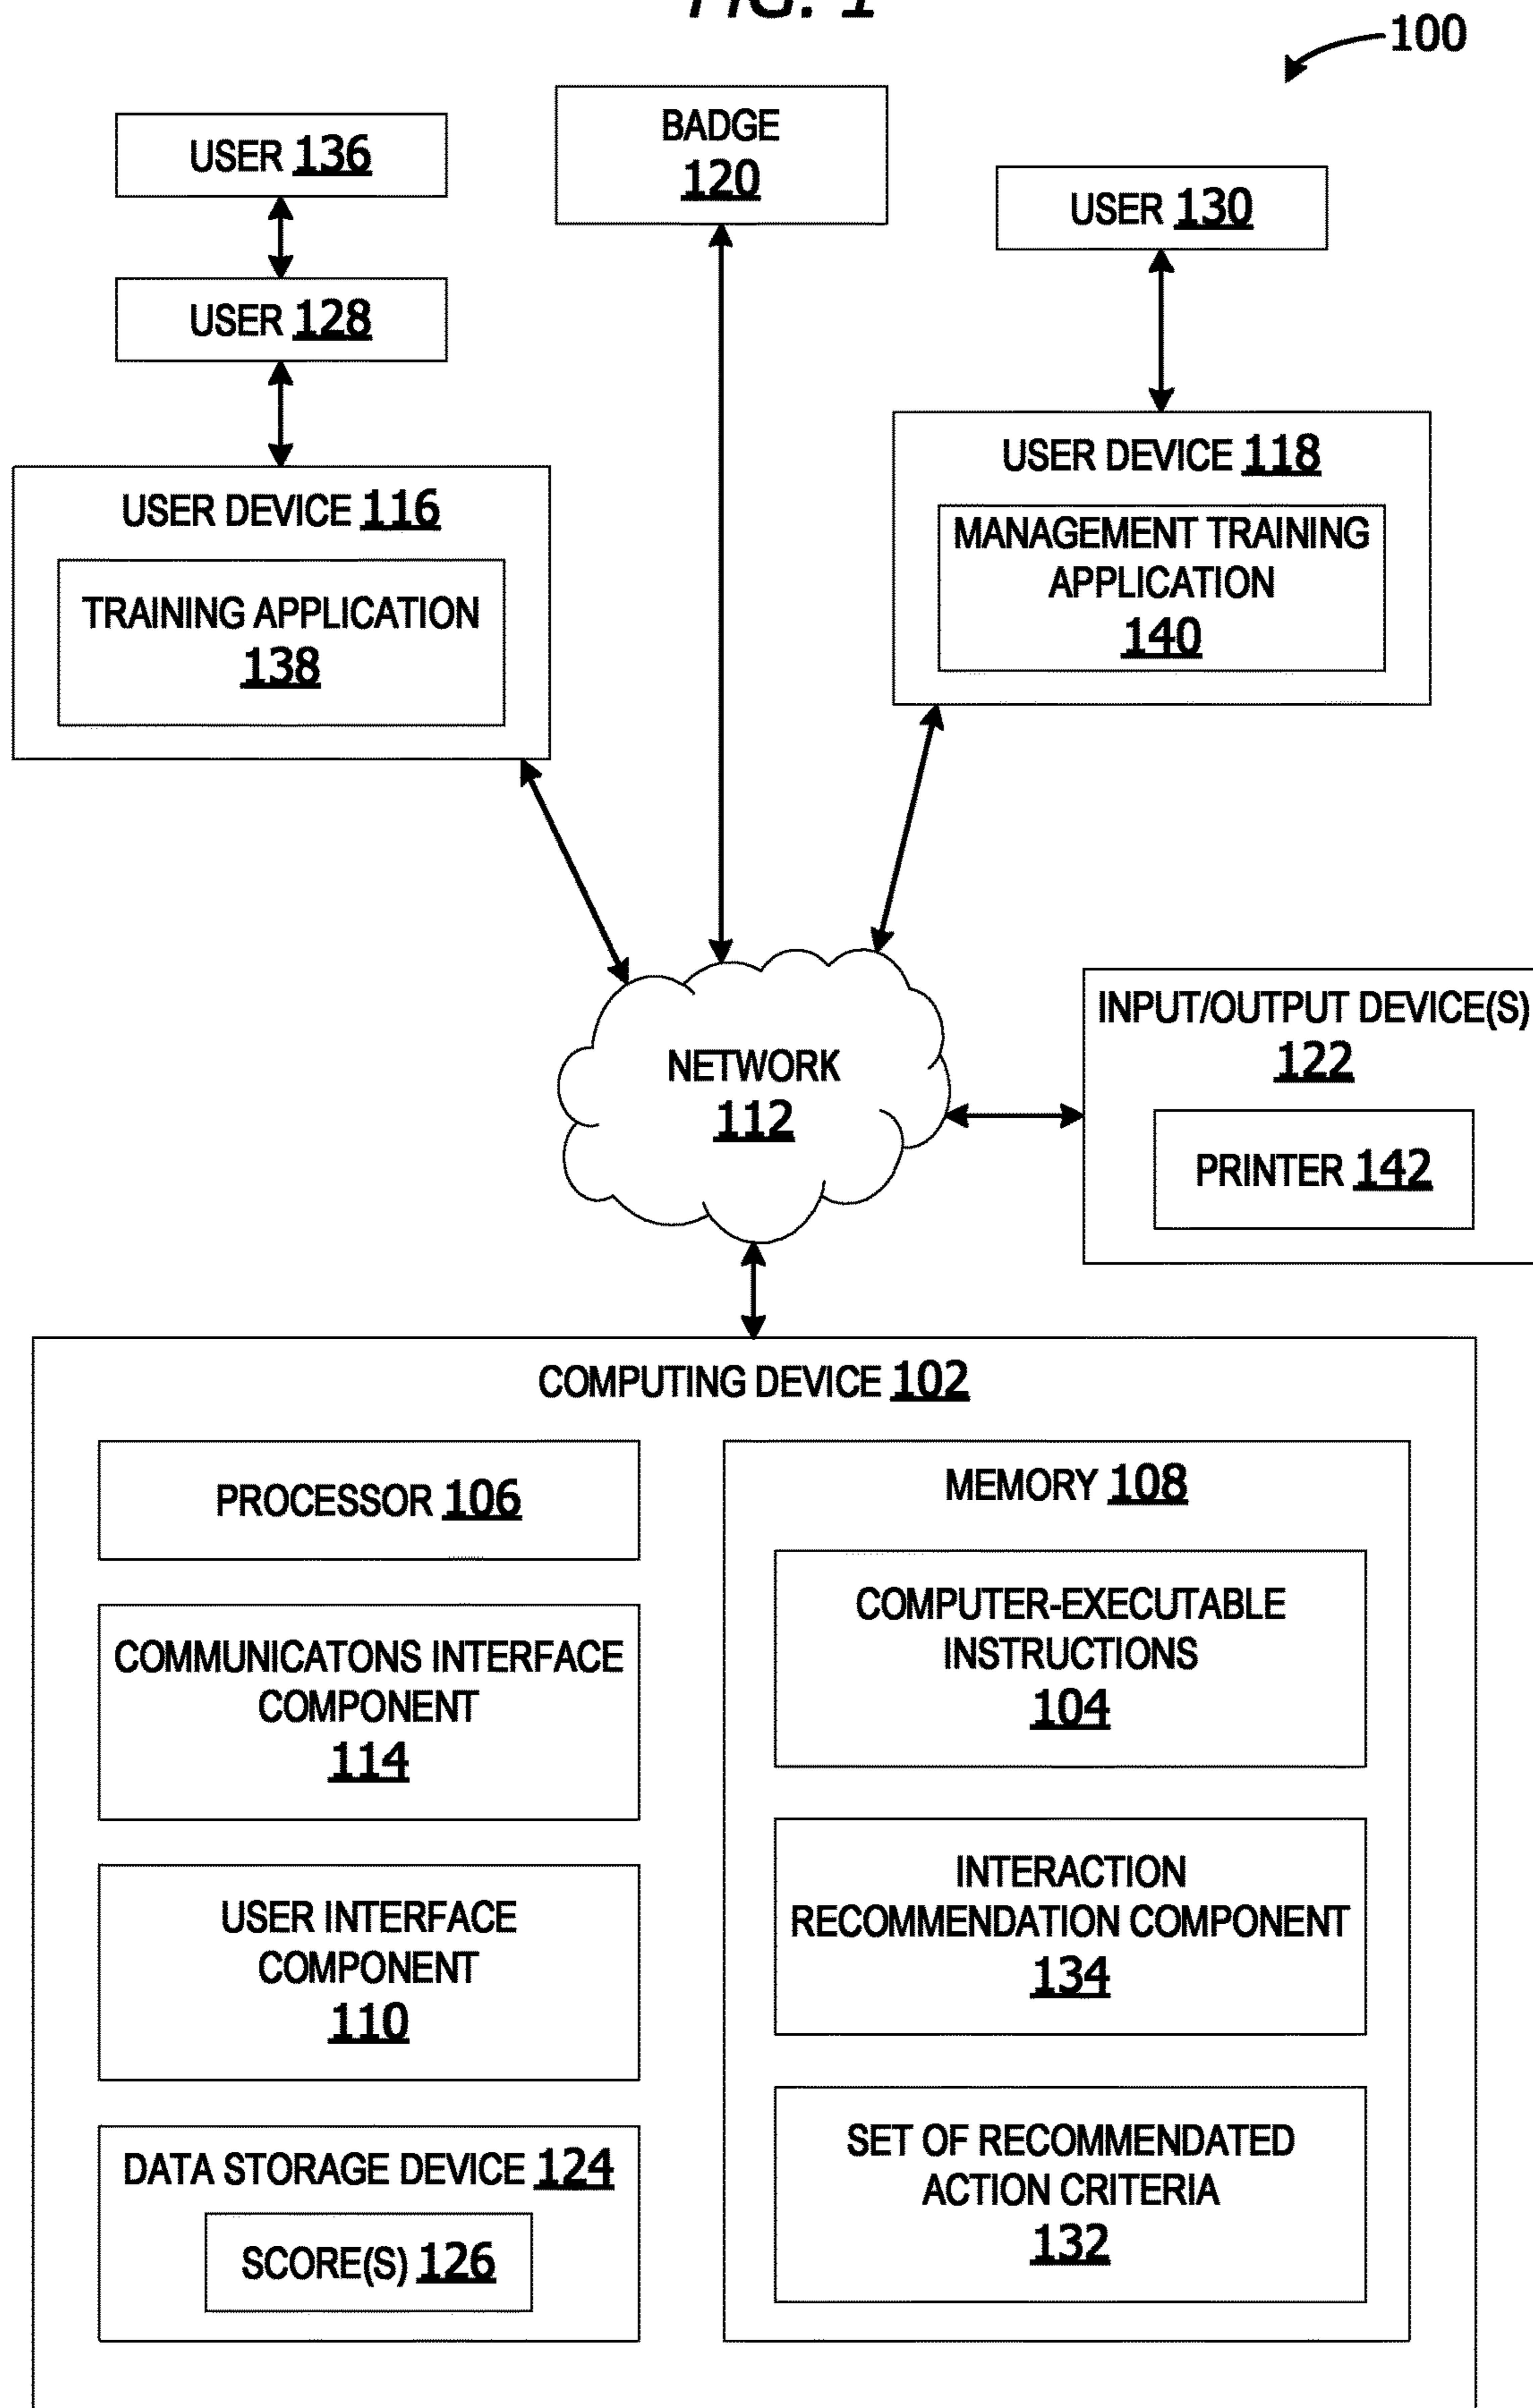 FIG. 1
100
USER 136
BADGE
120
USER 130
USER 128
USER DEVICE 116
TRAINING APPLICATION
138
USER DEVICE 118
MANAGEMENT TRAINING
APPLICATION
140
NETWORK
112
INPUT/OUTPUT DEVICE(S)
122
PRINTER 142
COMPUTING DEVICE 102
PROCESSOR 106
COMMUNICATONS INTERFACE
COMPONENT
114
USER INTERFACE
COMPONENT
110
DATA STORAGE DEVICE 124
SCORE(S) 126
MEMORY 108
COMPUTER-EXECUTABLE
INSTRUCTIONS
104
INTERACTION
RECOMMENDATION COMPONENT
134
SET OF RECOMMENDATED
ACTION CRITERIA
132